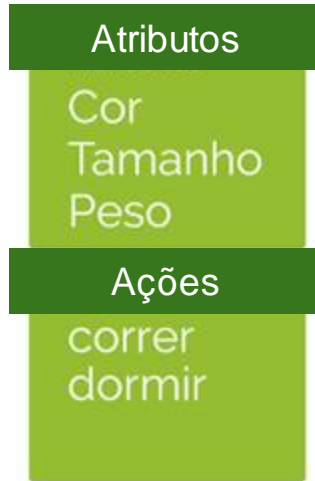 Atributos
Cor
Tamanho
Peso
Ações
correr
dormir